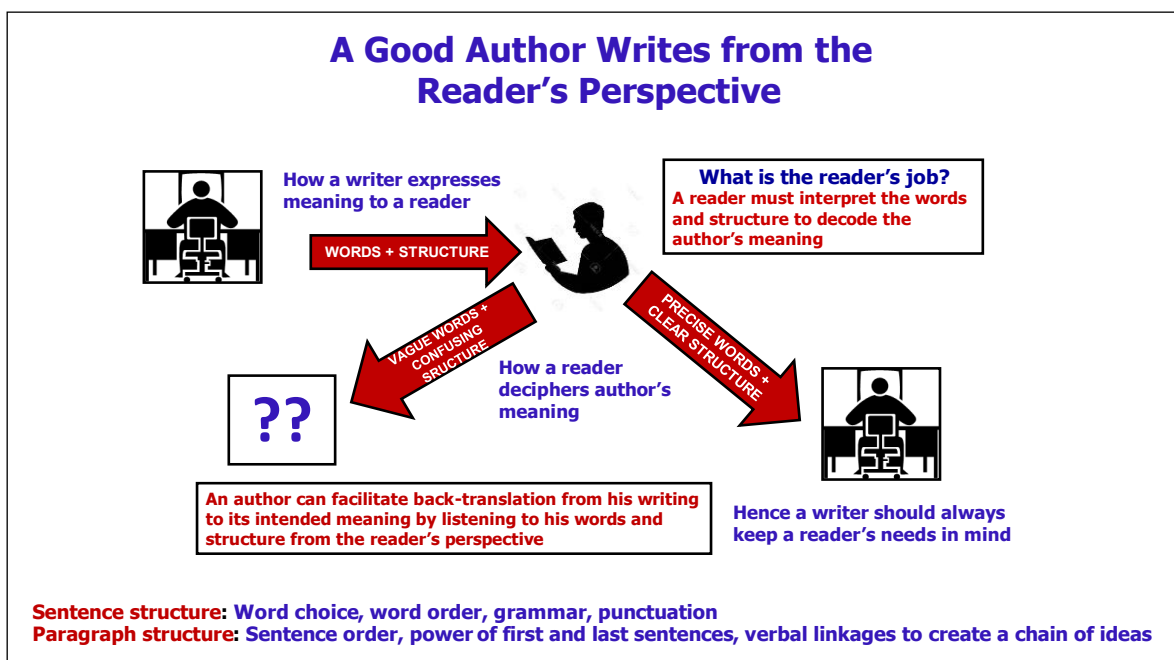 A Good Author Writes from the
Reader’s Perspective
How a writer expresses
meaning to a reader
What is the reader’s job?
A reader must interpret the words
and structure to decode the
author’s meaning
WORDS + STRUCTURE
VAGUE WORDS +
CONFUSING
SRUCTURE
PRECISE WORDS +
CLEAR STRUCTURE
How a reader
deciphers author’s
meaning
??
An author can facilitate back-translation from his writing
to its intended meaning by listening to his words and
structure from the reader’s perspective
Hence a writer should always
keep a reader’s needs in mind
Sentence structure: Word choice, word order, grammar, punctuation
Paragraph structure: Sentence order, power of first and last sentences, verbal linkages to create a chain of ideas